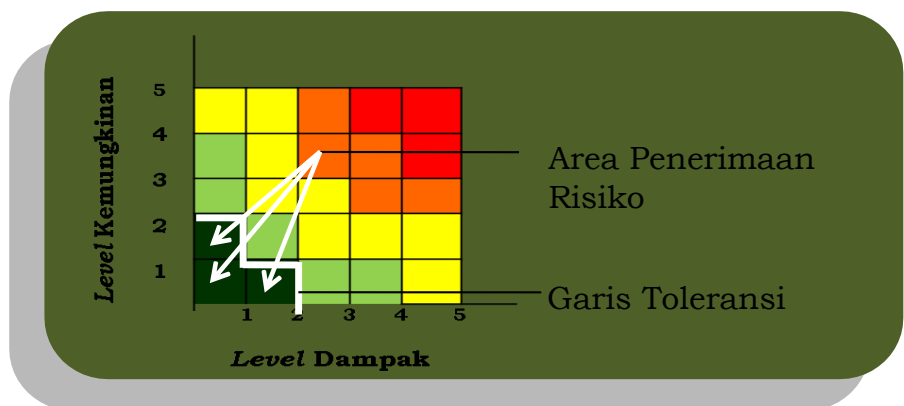 Level Kemungkinan
5
4
3
2
1
1 2 3 4 5
Level Dampak
Area Penerimaan
Risiko
Garis Toleransi